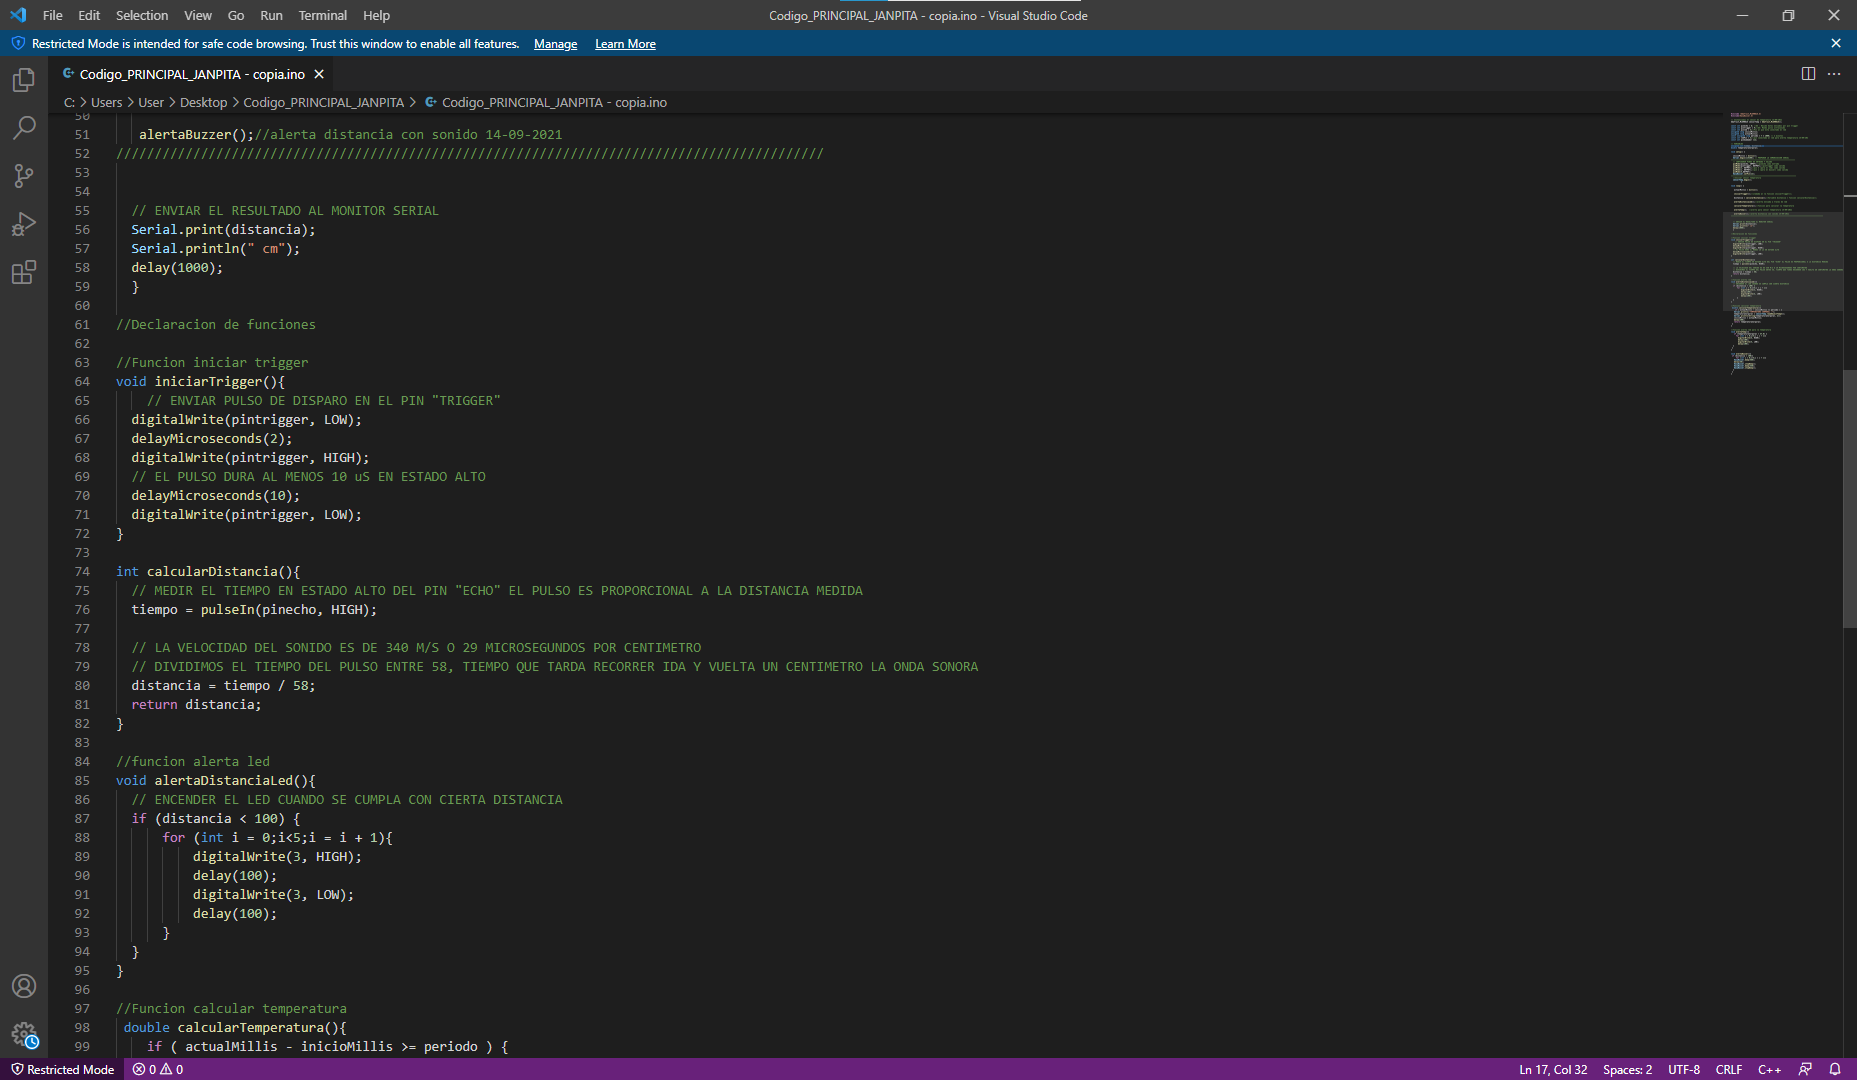 File Edit Selection View Go Run Terminal Help
Codigo_PRINCIPAL_JANPITA - copia.ino - Visual Studio Code
Restricted Mode is intended for safe code browsing. Trust this window to enable all features. Manage Learn More
Codigo_PRINCIPAL_JANPITA - copia.ino
C: > Users > User > Desktop > Codigo_PRINCIPAL_JANPITA > Codigo_PRINCIPAL_JANPITA - copia.ino
50
51 alertaBuzzer();//alerta distancia con sonido 14-09-2021
52 ////////////////////////////////////////////////////////////////////////////////////////////
53
54
55 // ENVIAR EL RESULTADO AL MONITOR SERIAL
56 Serial.print(distancia);
57 Serial.println(" cm");
58 delay(1000);
59 }
60
61 //Declaracion de funciones
62
63 //Funcion iniciar trigger
64 void iniciarTrigger(){
65 // ENVIAR PULSO DE DISPARO EN EL PIN "TRIGGER"
66 digitalWrite(pintrigger, LOW);
67 delayMicroseconds(2);
68 digitalWrite(pintrigger, HIGH);
69 // EL PULSO DURA AL MENOS 10 uS EN ESTADO ALTO
70 delayMicroseconds(10);
71 digitalWrite(pintrigger, LOW);
72 }
73
74 int calcularDistancia(){
75 // MEDIR EL TIEMPO EN ESTADO ALTO DEL PIN "ECHO" EL PULSO ES PROPORCIONAL A LA DISTANCIA MEDIDA
76 tiempo = pulseIn(pinecho, HIGH);
77
78 // LA VELOCIDAD DEL SONIDO ES DE 340 M/S O 29 MICROSEGUNDOS POR CENTIMETRO
79 // DIVIDIMOS EL TIEMPO DEL PULSO ENTRE 58, TIEMPO QUE TARDA RECORRER IDA Y VUELTA UN CENTIMETRO LA ONDA SONORA
80 distancia = tiempo / 58;
81 return distancia;
82 }
83
84 //funcion alerta led
85 void alertaDistanciaLed(){
86 // ENCENDER EL LED CUANDO SE CUMPLA CON CIERTA DISTANCIA
87 if (distancia < 100) {
88 for (int i = 0;i<5;i = i + 1){
89 digitalWrite(3, HIGH);
90 delay(100);
91 digitalWrite(3, LOW);
92 delay(100);
93 }
94 }
95 }
96
97 //Funcion calcular temperatura
98 double calcularTemperatura(){
99 if ( actualMillis - inicioMillis >= periodo ) {
Restricted Mode 0 0 Ln 17, Col 32 Spaces: 2 UTF-8 CRLF C++